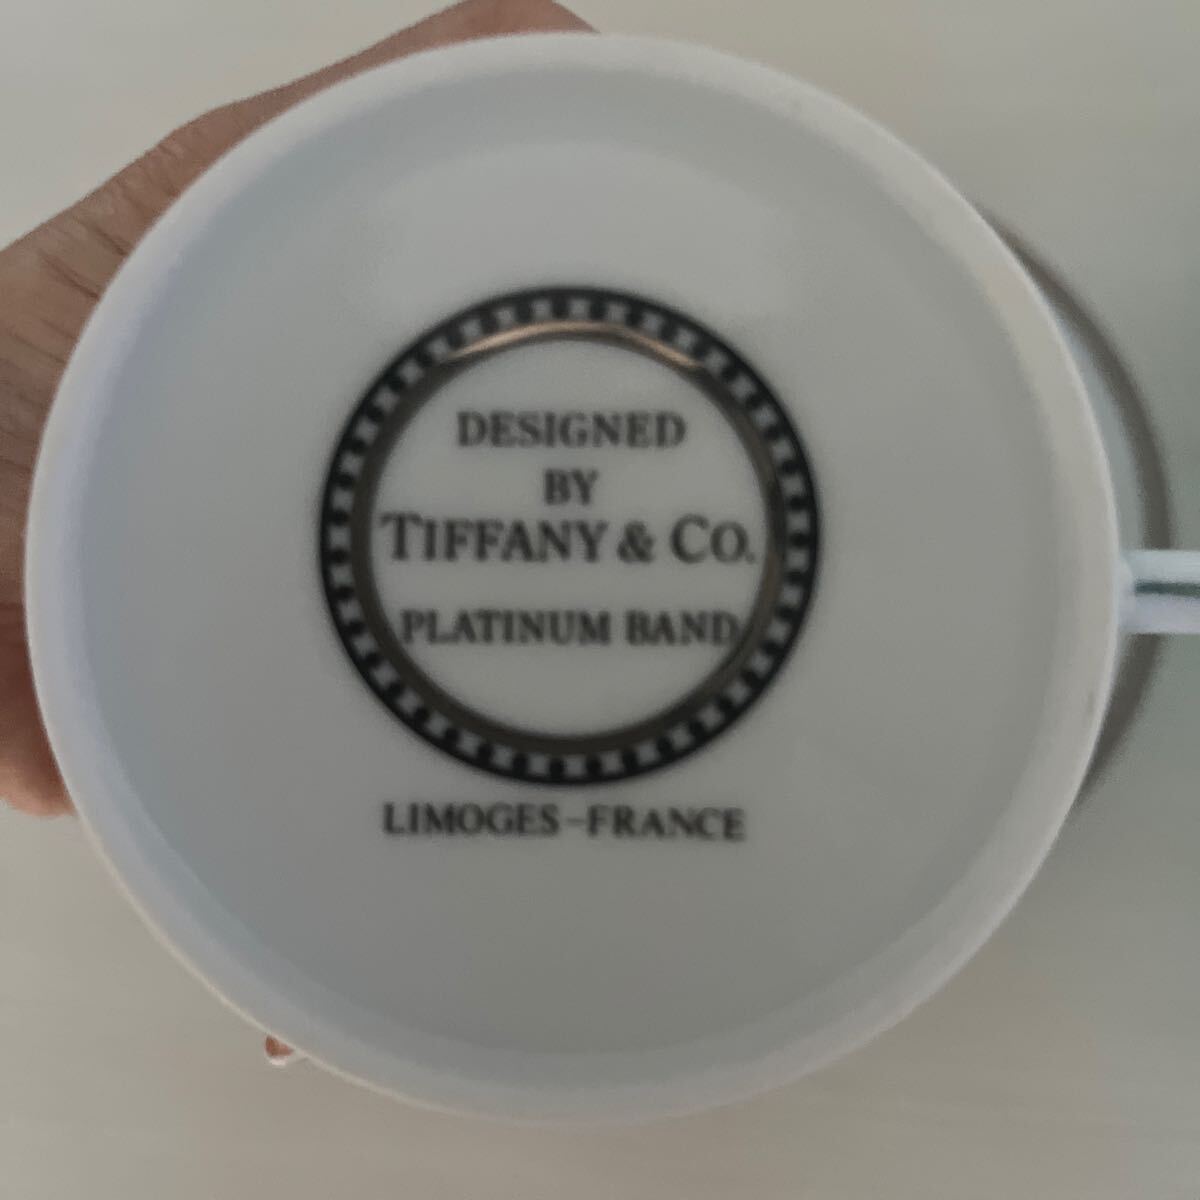 DESIGNED
BY
TIFFANY & CO.
PLATINUM BAND
LIMOGES-FRANCE